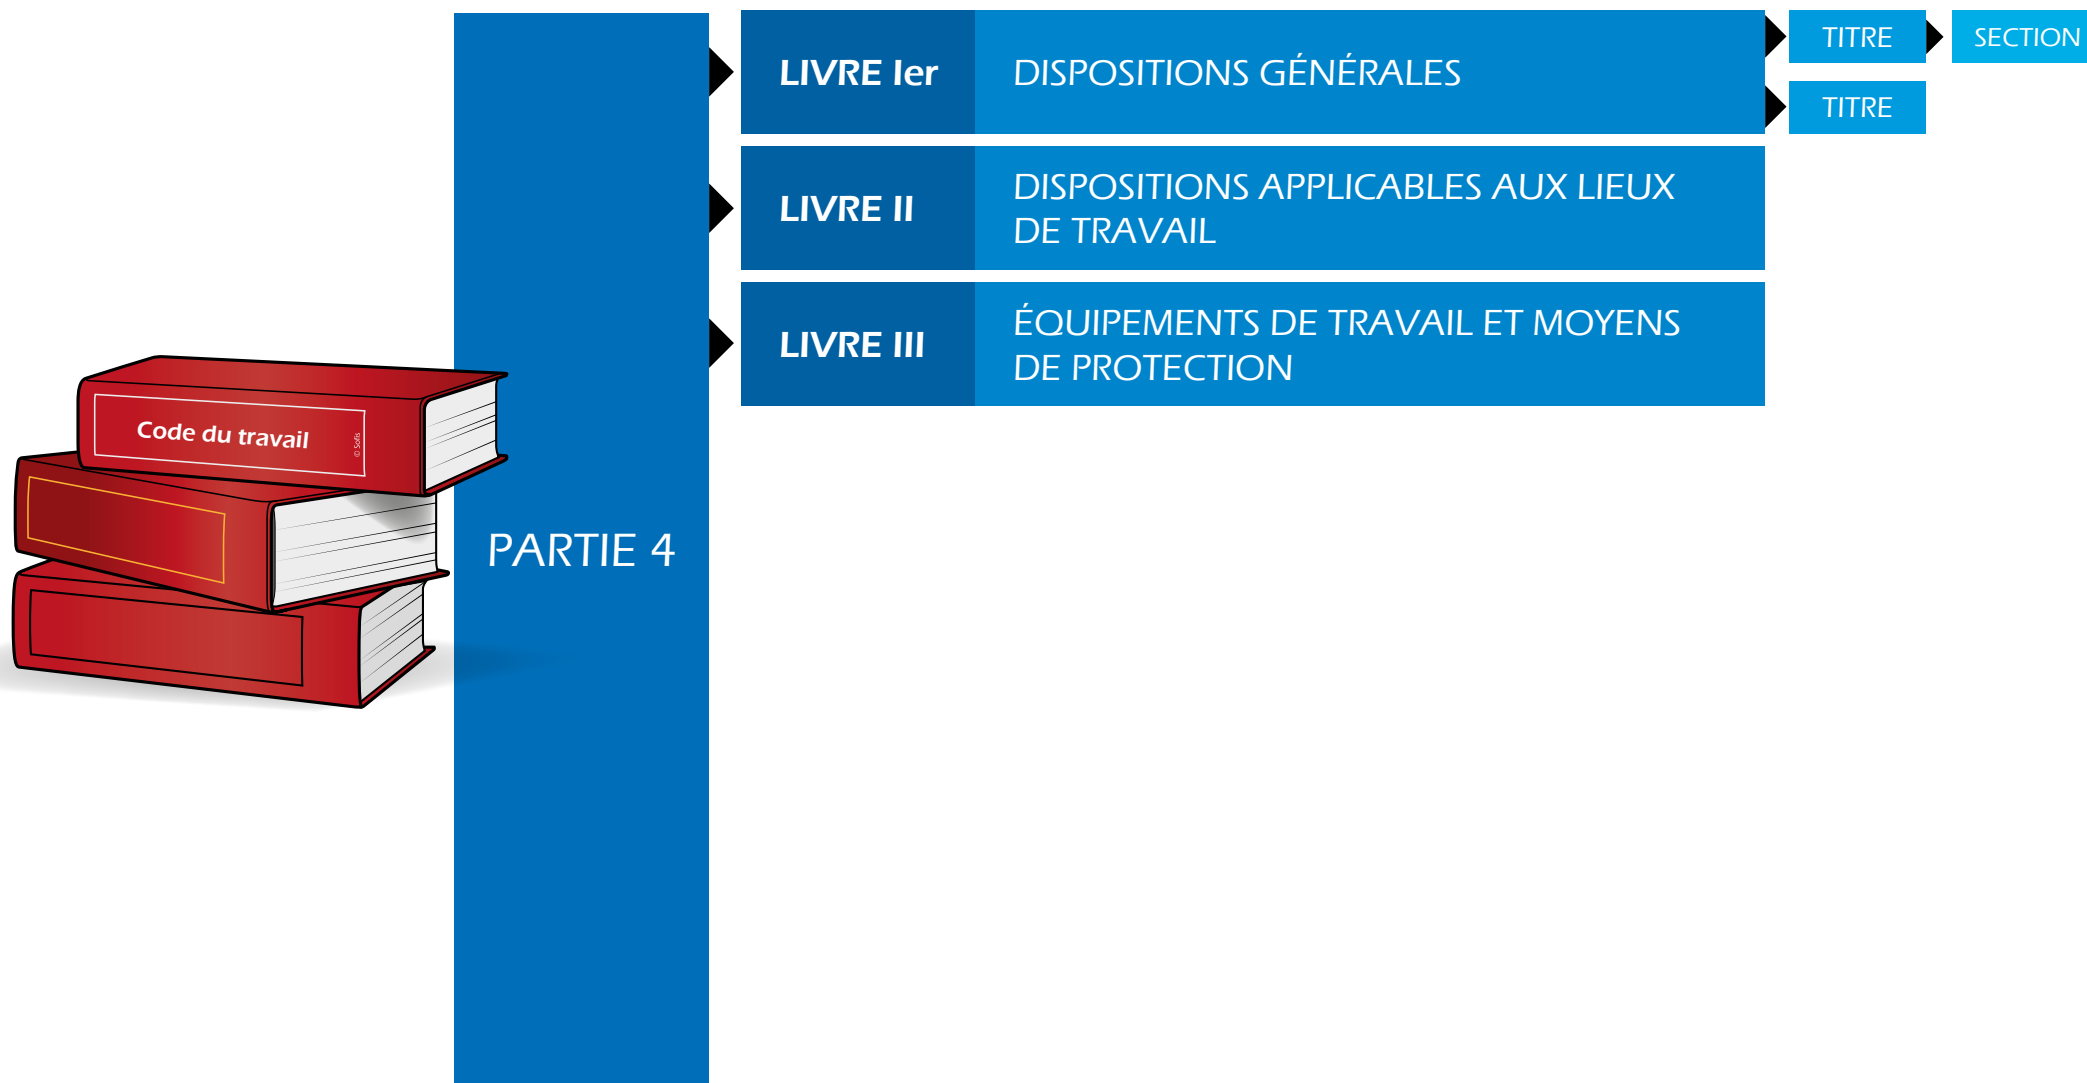 LIVRE Ier
DISPOSITIONS GÉNÉRALES
TITRE
SECTION
TITRE
LIVRE II
DISPOSITIONS APPLICABLES AUX LIEUX
DE TRAVAIL
LIVRE III
ÉQUIPEMENTS DE TRAVAIL ET MOYENS
DE PROTECTION
Code du travail
© Sofis
PARTIE 4